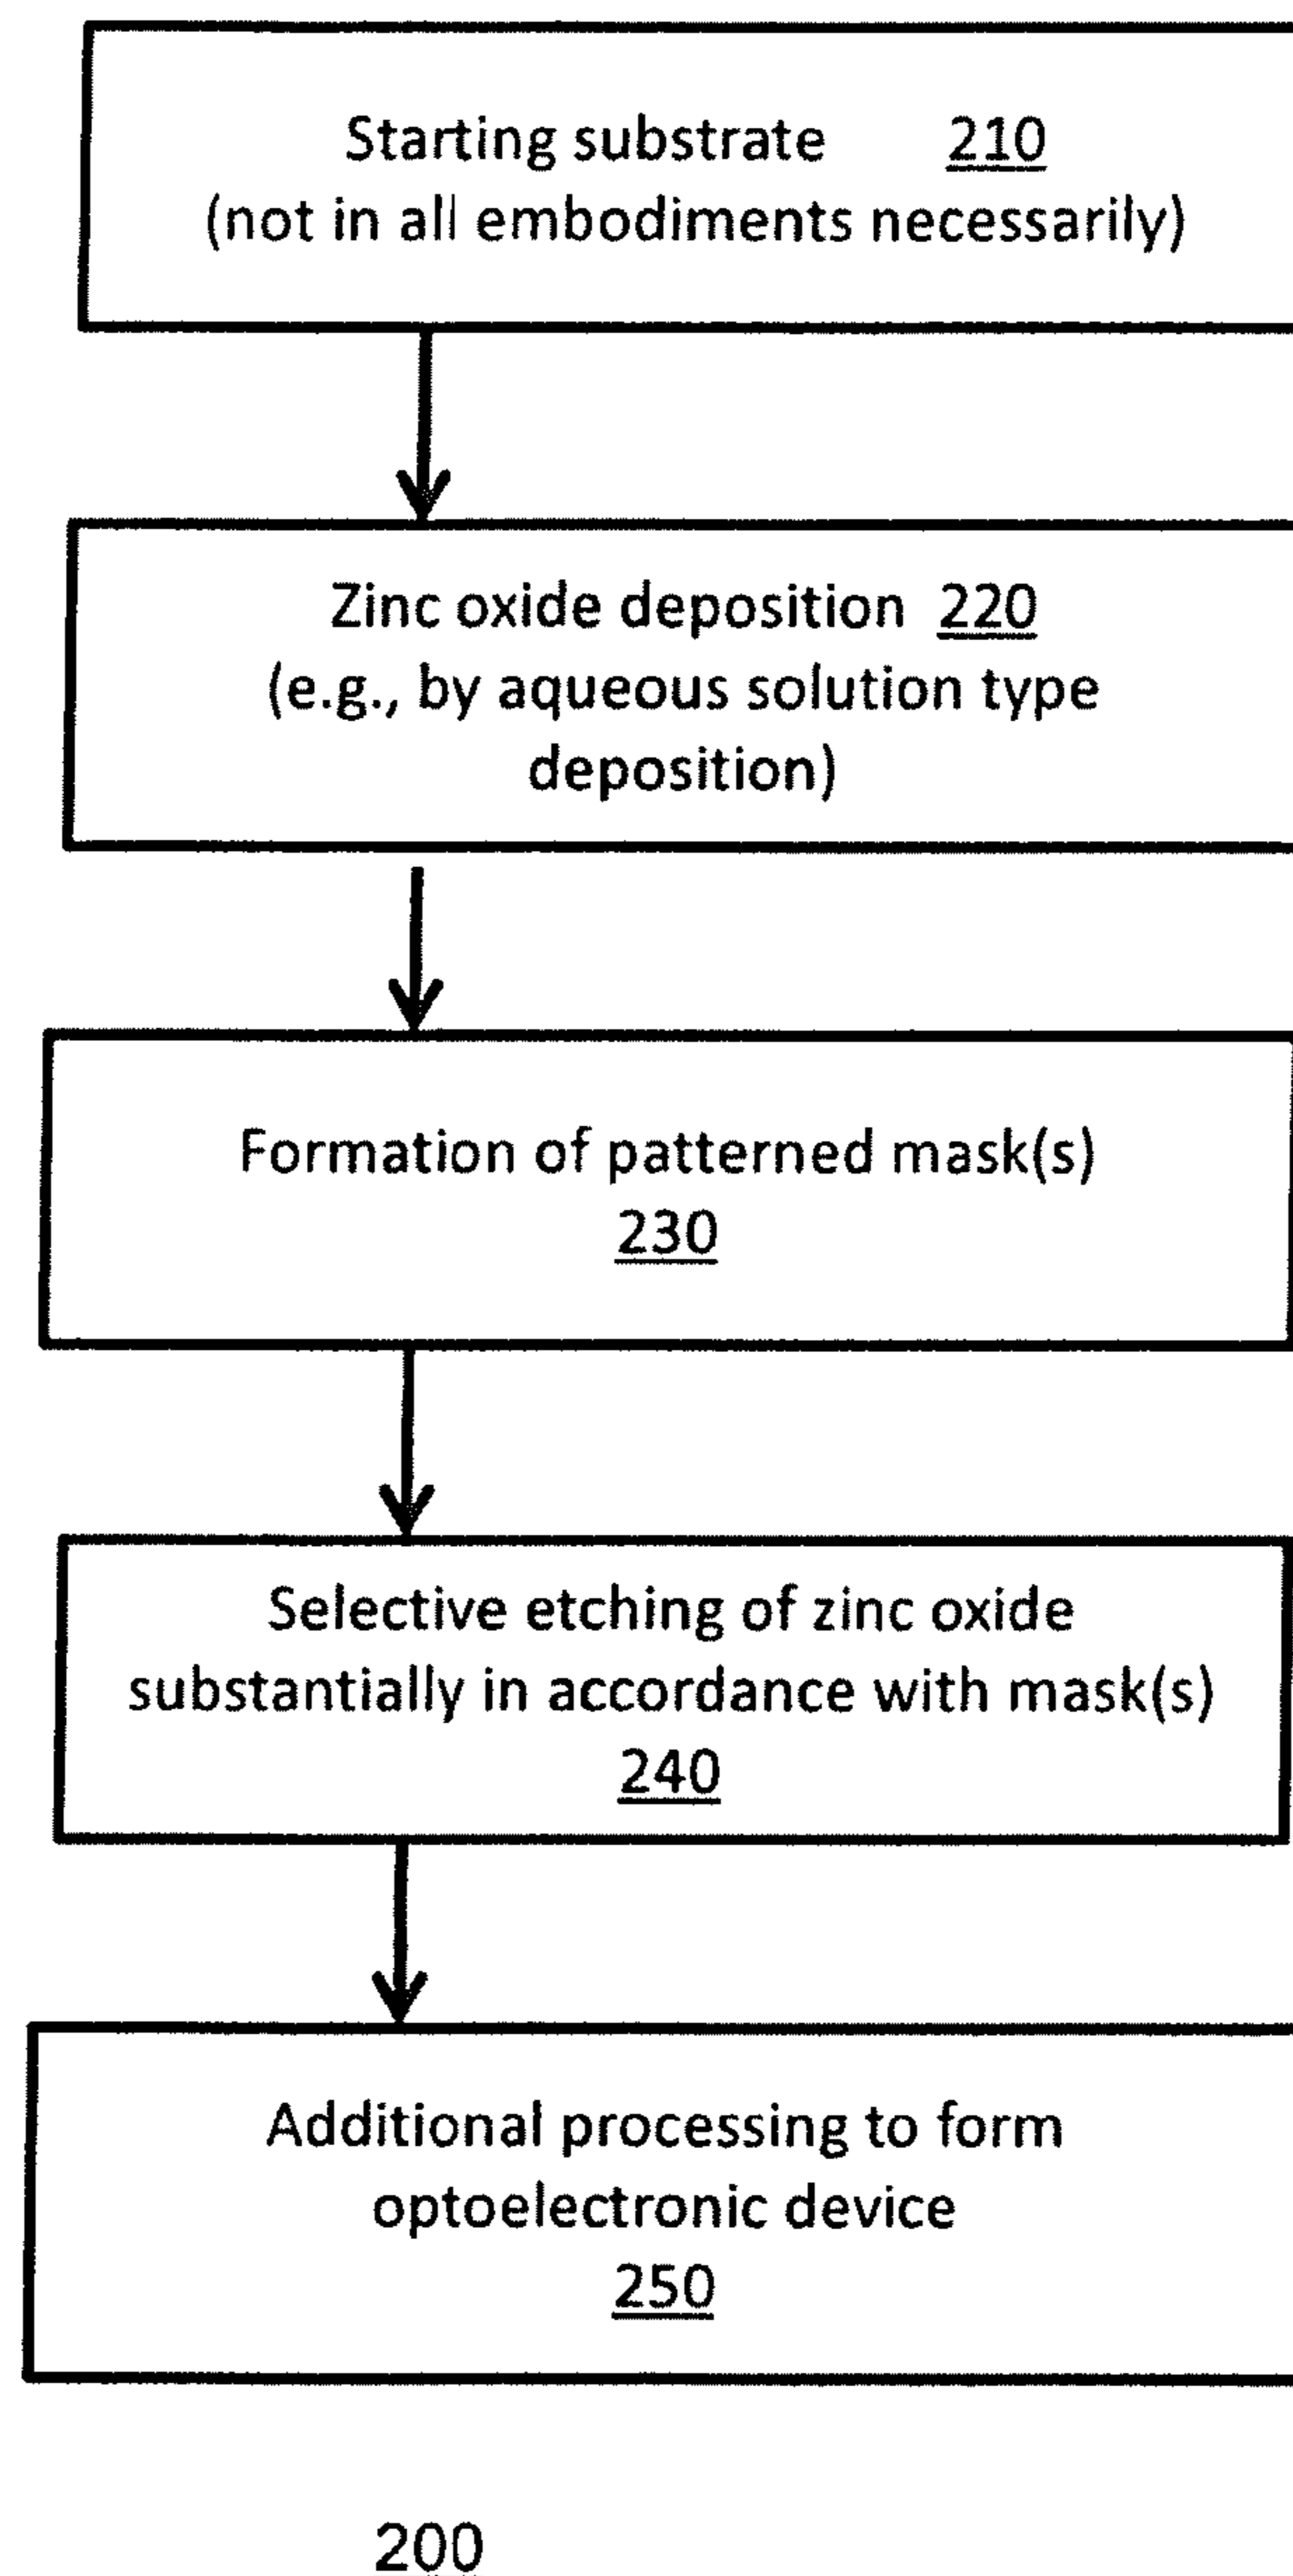 Starting substrate 210
(not in all embodiments necessarily)
Zinc oxide deposition 220
(e.g., by aqueous solution type
deposition)
Formation of patterned mask(s)
230
Selective etching of zinc oxide
substantially in accordance with mask(s)
240
Additional processing to form
optoelectronic device
250
200